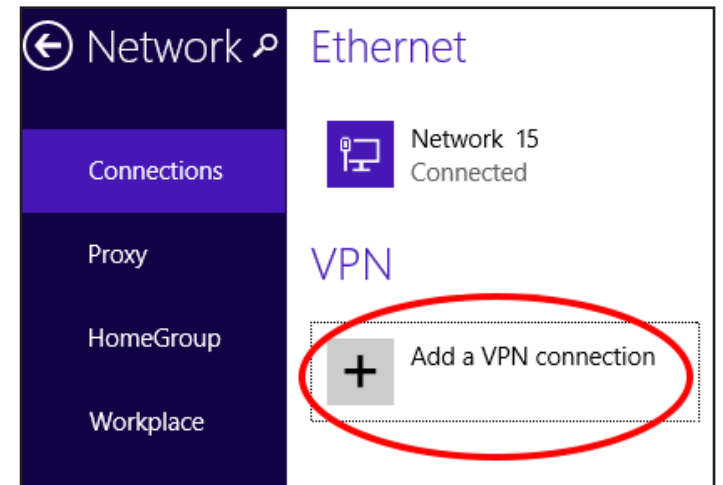 Network
Connections
Proxy
HomeGroup
Workplace
Ethernet
Network 15
Connected
VPN
Add a VPN connection